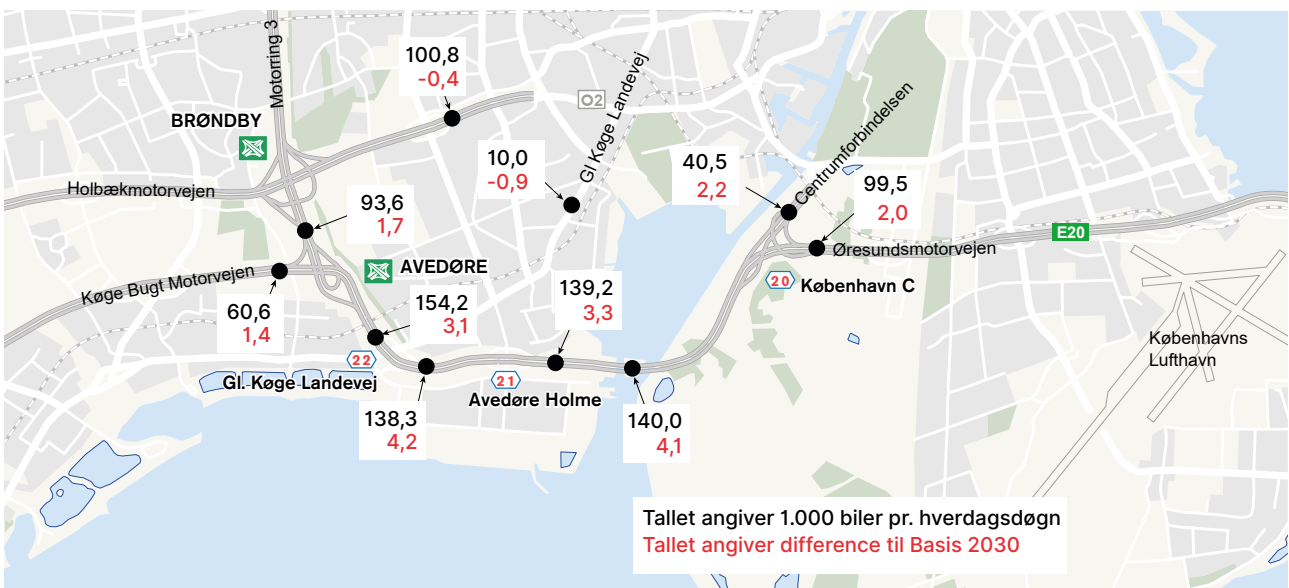 Motorring 3
100,8
-0,4
BRØNDBY
O2
Gl Køge Landevej
10,0
-0,9
40,5
2,2
Centrumforbindelsen
99,5
2,0
Holbækmotorvejen
93,6
1,7
E20
Øresundsmotorvejen
AVEDØRE
Køge Bugt Motorvejen
20
København C
60,6
1,4
154,2
3,1
139,2
3,3
Københavns
Lufthavn
22
Gl. Køge Landevej
21
Avedøre Holme
138,3
4,2
140,0
4,1
Tallet angiver 1.000 biler pr. hverdagsdøgn
Tallet angiver difference til Basis 2030